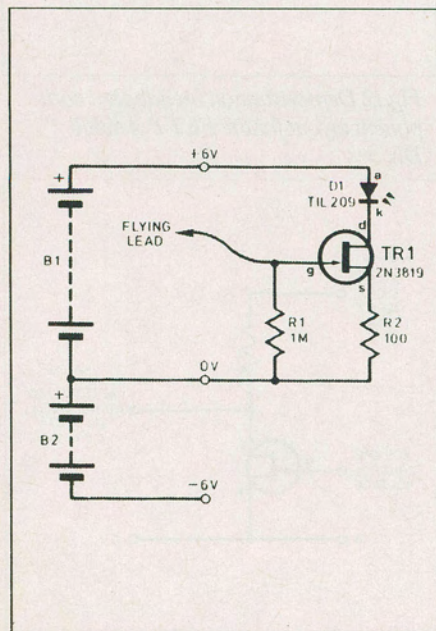 +6V
+
a
D1
TIL 209
k
FLYING
LEAD
d
B1
TR1
g
2N3819
s
R1
1M
R2
100
0V
+
B2
−6V